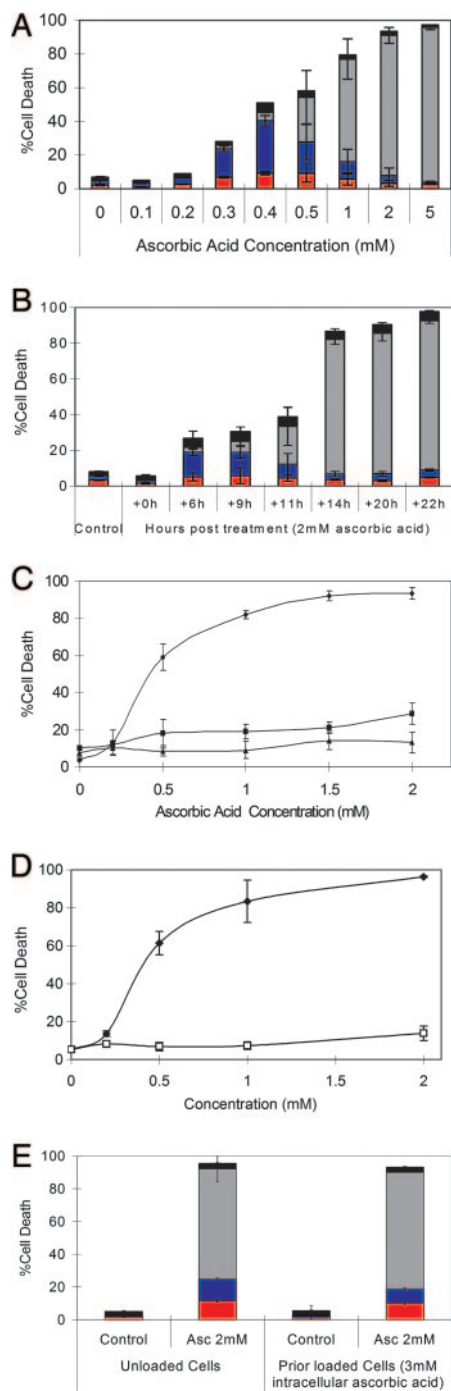 A
%Cell Death
100
80
60
40
20
0
0 0.1 0.2 0.3 0.4 0.5 1 2 5
Ascorbic Acid Concentration (mM)
B
%Cell Death
100
80
60
40
20
0
+0h +6h +9h +11h +14h +20h +22h
Control Hours post treatment (2mM ascorbic acid)
C
%Cell Death
100
80
60
40
20
0
0 0.5 1 1.5 2
Ascorbic Acid Concentration (mM)
D
%Cell Death
100
80
60
40
20
0
0 0.5 1 1.5 2
Concentration (mM)
E
%Cell Death
100
80
60
40
20
0
Control Asc 2mM Control Asc 2mM
Unloaded Cells Prior loaded Cells (3mM
intracellular ascorbic acid)